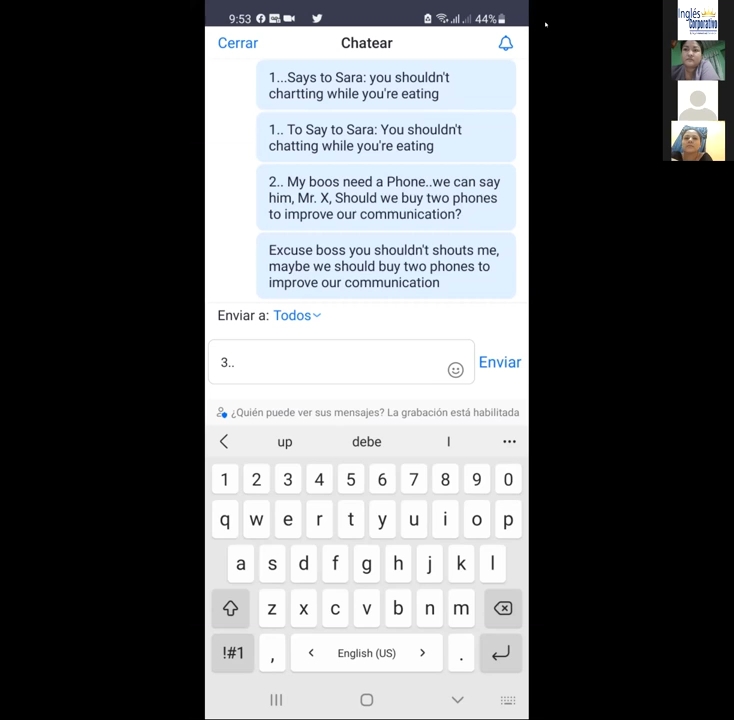 9:53
44%
Cerrar
Chatear
1...Says to Sara: you shouldn't
chartting while you're eating
1.. To Say to Sara: You shouldn't
chatting while you're eating
2.. My boos need a Phone..we can say
him, Mr. X, Should we buy two phones
to improve our communication?
Excuse boss you shouldn't shouts me,
maybe we should buy two phones to
improve our communication
Enviar a: Todos
3..
Enviar
¿Quién puede ver sus mensajes? La grabación está habilitada
up debe I
1 2 3 4 5 6 7 8 9 0
q w e r t y u i o p
a s d f g h j k l
z x c v b n m
!#1 , English (US) .
Inglés
Corporativo